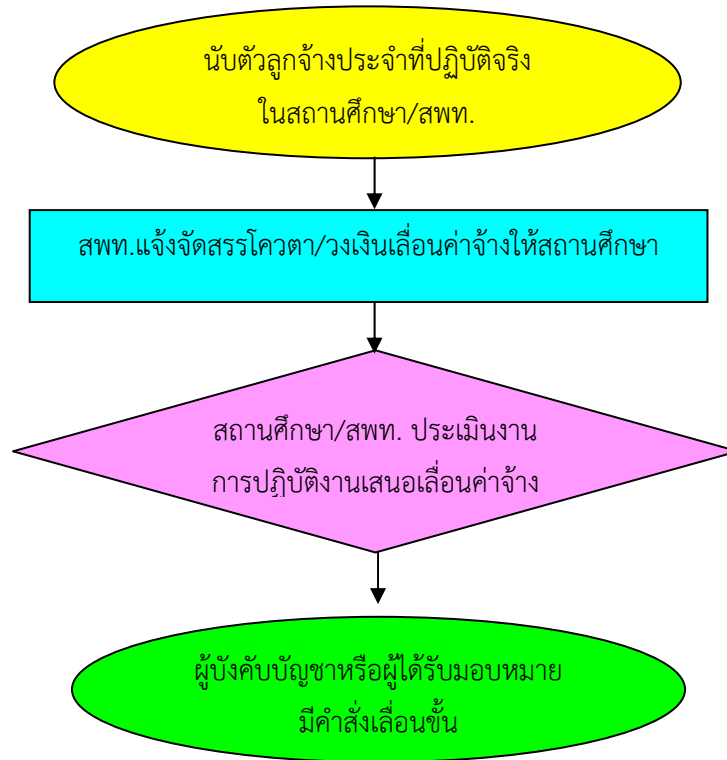 นับตัวลูกจ้างประจำที่ปฏิบัติจริง
ในสถานศึกษา/สพท.
สพท.แจ้งจัดสรรโควตา/วงเงินเลื่อนค่าจ้างให้สถานศึกษา
สถานศึกษา/สพท. ประเมินงาน
การปฏิบัติงานเสนอเลื่อนค่าจ้าง
ผู้บังคับบัญชาหรือผู้ได้รับมอบหมาย
มีคำสั่งเลื่อนขั้น